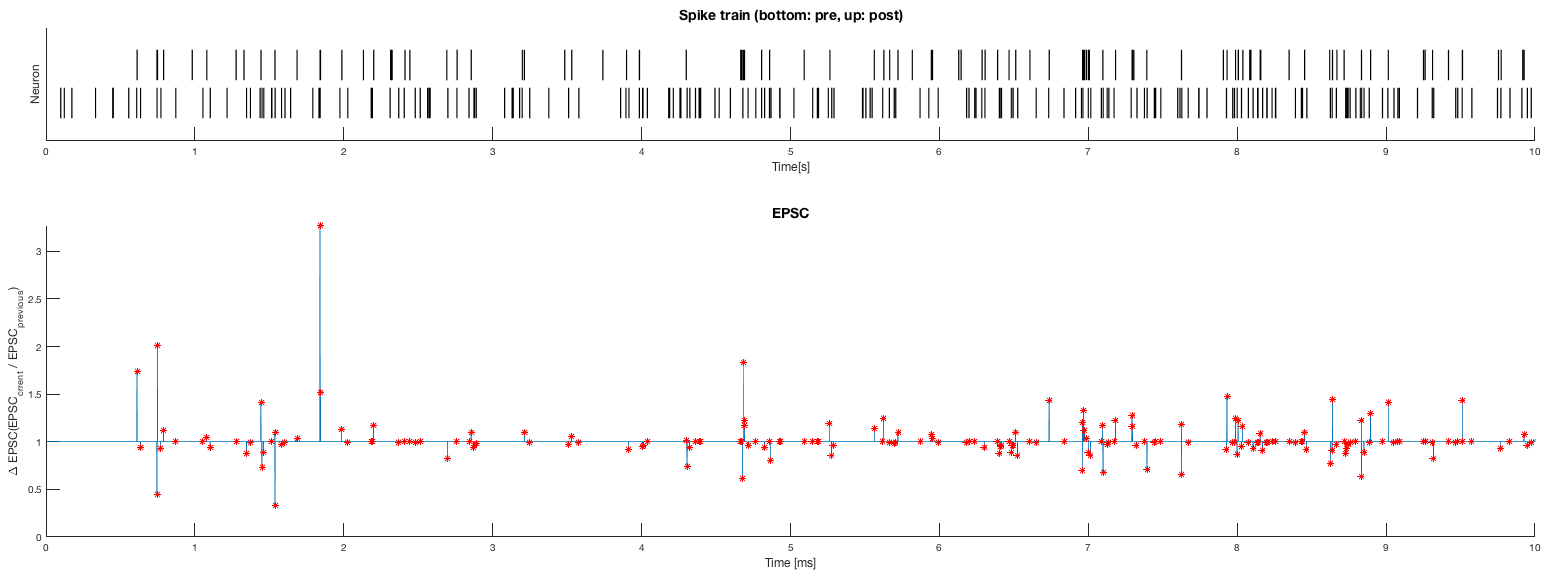 Spike train (bottom: pre, up: post)
Neuron
0 1 2 3 4 5 6 7 8 9 10
Time[s]
EPSC
Δ EPSC(EPSC_crrent / EPSC_previous)
3
2.5
2
1.5
1
0.5
0
0 1 2 3 4 5 6 7 8 9 10
Time [ms]